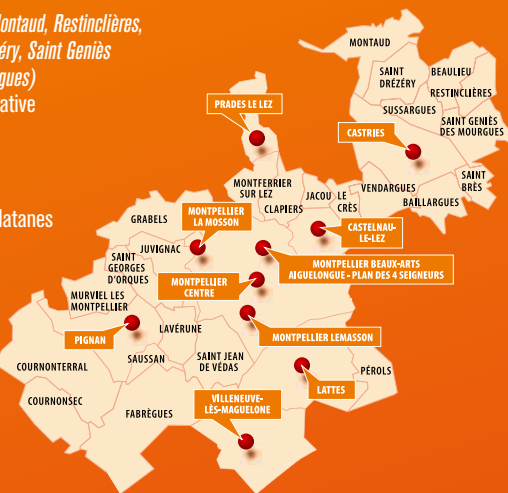 ontaud, Restinclières,
éry, Saint Geniès
gues)
ative
latanes
MONTAUD
SAINT
DRÉZÉRY
BEAULIEU
RESTINCLIÈRES
SUSSARGUES
SAINT GENIÈS
DES MOURGUES
PRADES LE LEZ
CASTRIES
SAINT
BRÈS
VENDARGUES
BAILLARGUES
MONTFERRIER
SUR LEZ
CLAPIERS
JACOU
LE
CRÈS
GRABELS
MONTPELLIER
LA MOSSON
CASTELNAU-
LE-LEZ
JUVIGNAC
SAINT
GEORGES
D'ORQUES
MONTPELLIER BEAUX-ARTS
AIGUELONGUE - PLAN DES 4 SEIGNEURS
MONTPELLIER
CENTRE
MURVIEL LES
MONTPELLIER
PIGNAN
LAVÉRUNE
MONTPELLIER LEMASSON
COURNONTERRAL
SAUSSAN
SAINT JEAN
DE VÉDAS
PÉROLS
LATTES
COURNONSEC
FABRÈGUES
VILLENEUVE-
LÈS-MAGUELONE